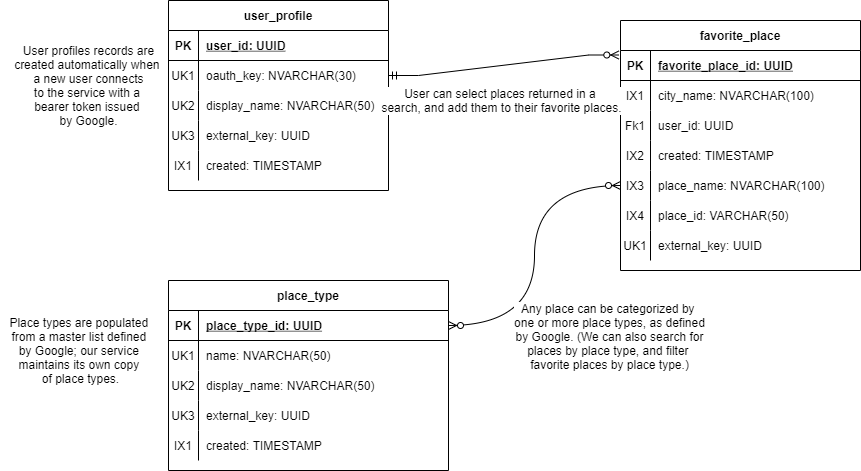 user_profile
PK user_id: UUID
UK1 oauth_key: NVARCHAR(30)
UK2 display_name: NVARCHAR(50)
UK3 external_key: UUID
IX1 created: TIMESTAMP
User profiles records are
created automatically when
a new user connects
to the service with a
bearer token issued
by Google.
User can select places returned in a
search, and add them to their favorite places.
favorite_place
PK favorite_place_id: UUID
IX1 city_name: NVARCHAR(100)
Fk1 user_id: UUID
IX2 created: TIMESTAMP
IX3 place_name: NVARCHAR(100)
IX4 place_id: VARCHAR(50)
UK1 external_key: UUID
place_type
PK place_type_id: UUID
UK1 name: NVARCHAR(50)
UK2 display_name: NVARCHAR(50)
UK3 external_key: UUID
IX1 created: TIMESTAMP
Place types are populated
from a master list defined
by Google; our service
maintains its own copy
of place types.
Any place can be categorized by
one or more place types, as defined
by Google. (We can also search for
places by place type, and filter
favorite places by place type.)